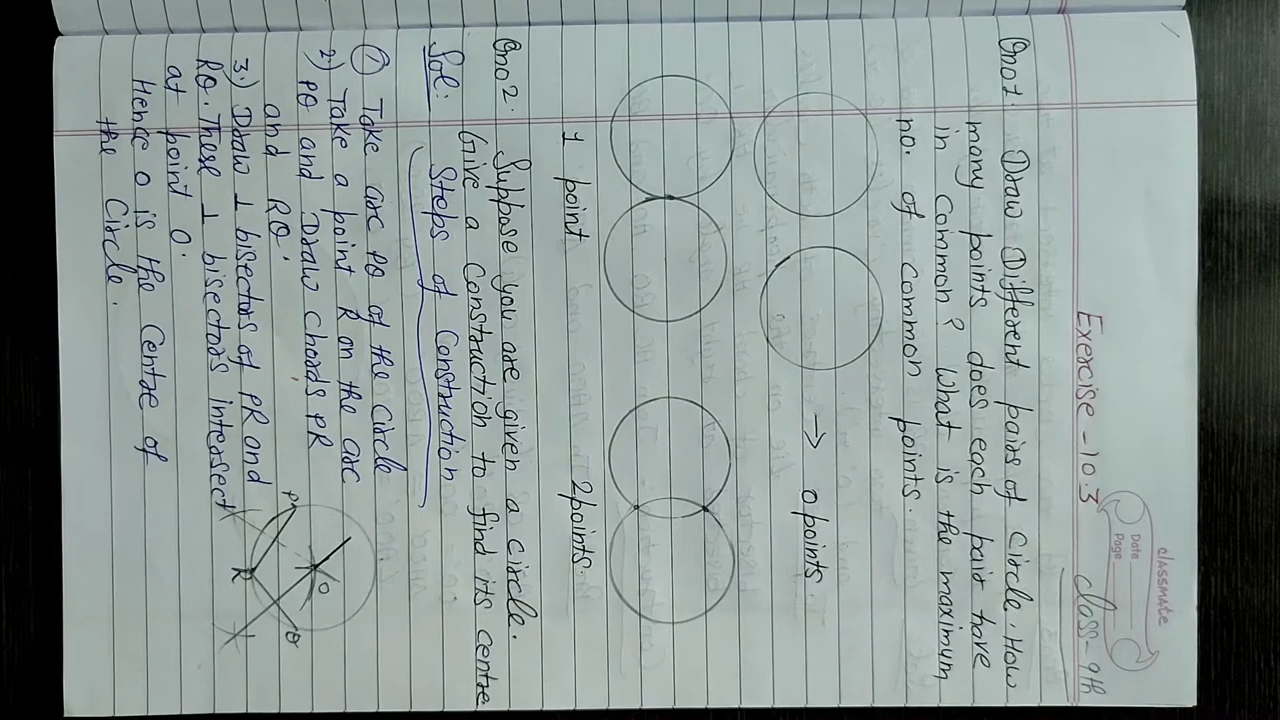 classmate
Date
Page
Exercise - 10.3 Class - 9th
Qno1. Draw Different pairs of Circle. How
many points does each pair have
in common? What is the maximum
no. of common points.
→ 0 points.
1 point
2 points.
Qno 2. Suppose you are given a circle.
Give a Construction to find its centre
Sol: Steps of Construction
① Take arc PQ of the circle
2) Take a point R on the arc
PQ and Draw chords PR
and RQ.
3.) Draw ⊥ bisectors of PR and
RQ. These ⊥ bisectors intersect
at point O.
Hence O is the Centre of
the Circle.
P
O
R
Q